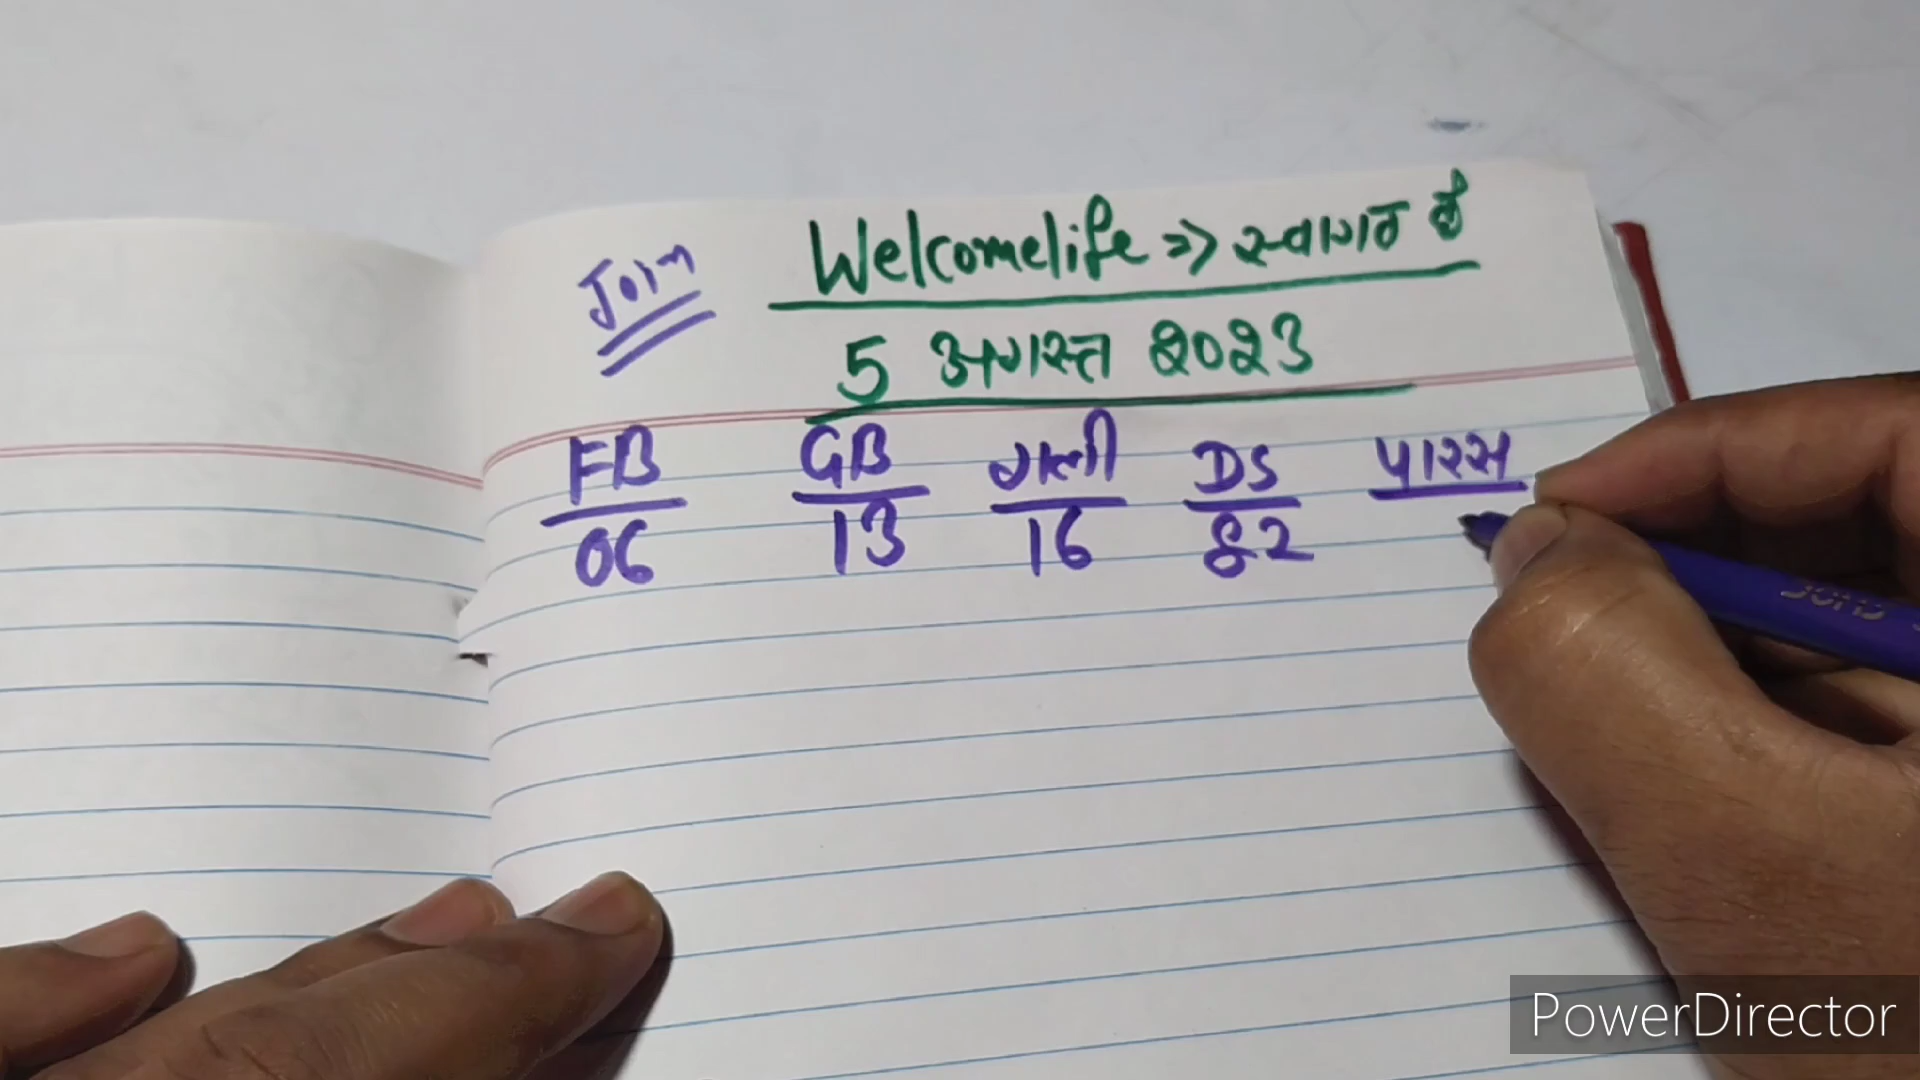 Join
Welcomelife => स्वागत है
5 अगस्त 2023
FB GB गली DS पारस
06 13 16 82
PowerDirector